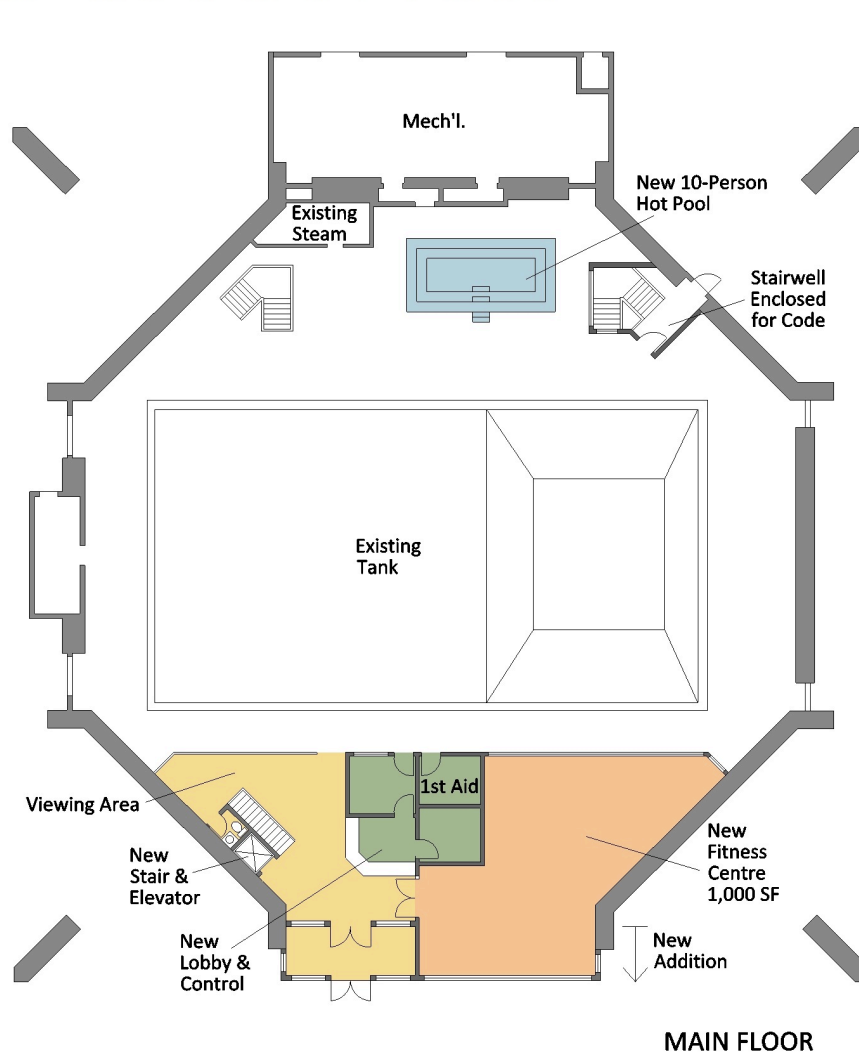 Mech'l.
New 10-Person
Hot Pool
Existing
Steam
Stairwell
Enclosed
for Code
Existing
Tank
Viewing Area
1st Aid
New
Stair &
Elevator
New
Fitness
Centre
1,000 SF
New
Lobby &
Control
New
Addition
MAIN FLOOR